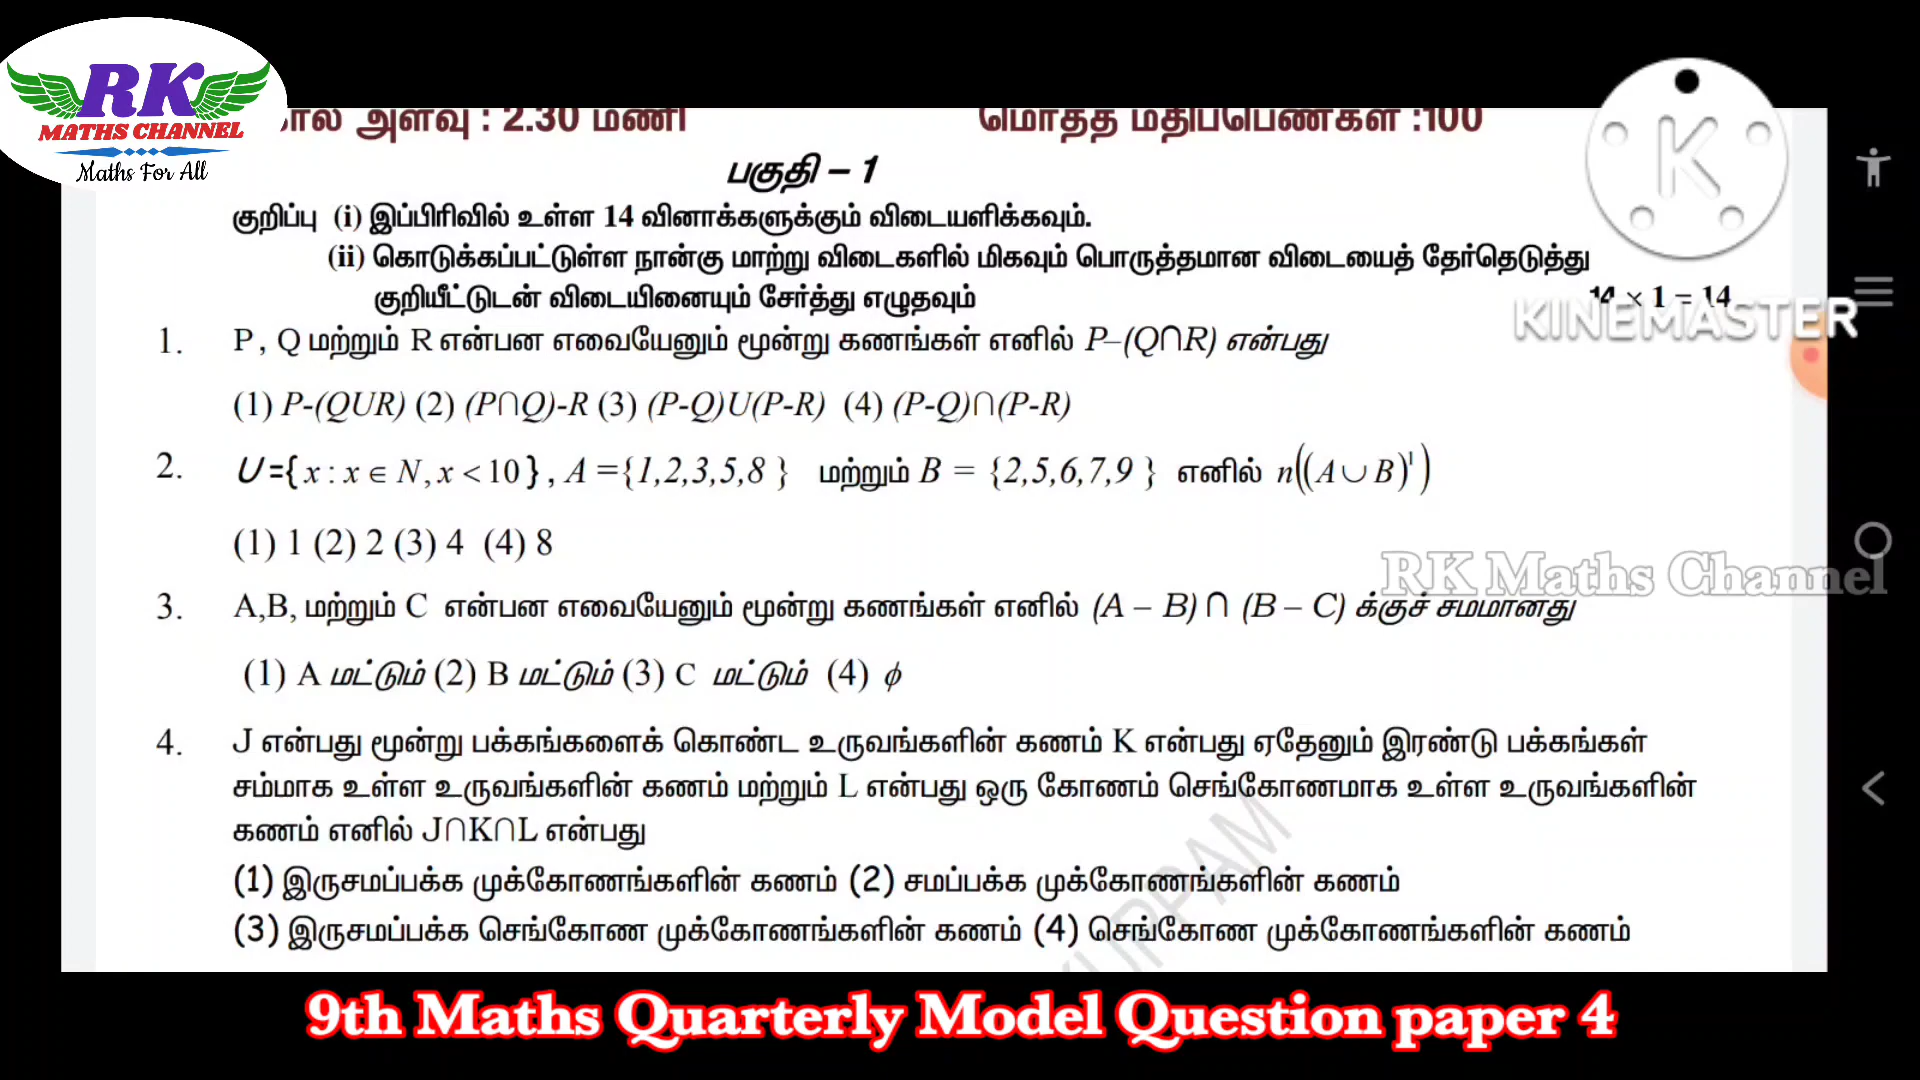 RK
MATHS CHANNEL
Maths For All
கால அளவு : 2.30 மணி மொத்த மதிப்பெண்கள் :100
பகுதி – 1
குறிப்பு (i) இப்பிரிவில் உள்ள 14 வினாக்களுக்கும் விடையளிக்கவும்.
(ii) கொடுக்கப்பட்டுள்ள நான்கு மாற்று விடைகளில் மிகவும் பொருத்தமான விடையைத் தேர்தெடுத்து
குறியீட்டுடன் விடையினையும் சேர்த்து எழுதவும் 14 × 1 = 14
K
KINEMASTER
1. P , Q மற்றும் R என்பன எவையேனும் மூன்று கணங்கள் எனில் P–(Q∩R) என்பது
(1) P-(QUR) (2) (P∩Q)-R (3) (P-Q)U(P-R) (4) (P-Q)∩(P-R)
2. U={x : x ∈ N, x < 10}, A ={1,2,3,5,8 } மற்றும் B = {2,5,6,7,9 } எனில் n((A ∪ B)ˡ)
(1) 1 (2) 2 (3) 4 (4) 8
RK Maths Channel
3. A,B, மற்றும் C என்பன எவையேனும் மூன்று கணங்கள் எனில் (A – B) ∩ (B – C) க்குச் சமமானது
(1) A மட்டும் (2) B மட்டும் (3) C மட்டும் (4) ϕ
4. J என்பது மூன்று பக்கங்களைக் கொண்ட உருவங்களின் கணம் K என்பது ஏதேனும் இரண்டு பக்கங்கள்
சம்மாக உள்ள உருவங்களின் கணம் மற்றும் L என்பது ஒரு கோணம் செங்கோணமாக உள்ள உருவங்களின்
கணம் எனில் J∩K∩L என்பது
(1) இருசமப்பக்க முக்கோணங்களின் கணம் (2) சமப்பக்க முக்கோணங்களின் கணம்
(3) இருசமப்பக்க செங்கோண முக்கோணங்களின் கணம் (4) செங்கோண முக்கோணங்களின் கணம்
9th Maths Quarterly Model Question paper 4